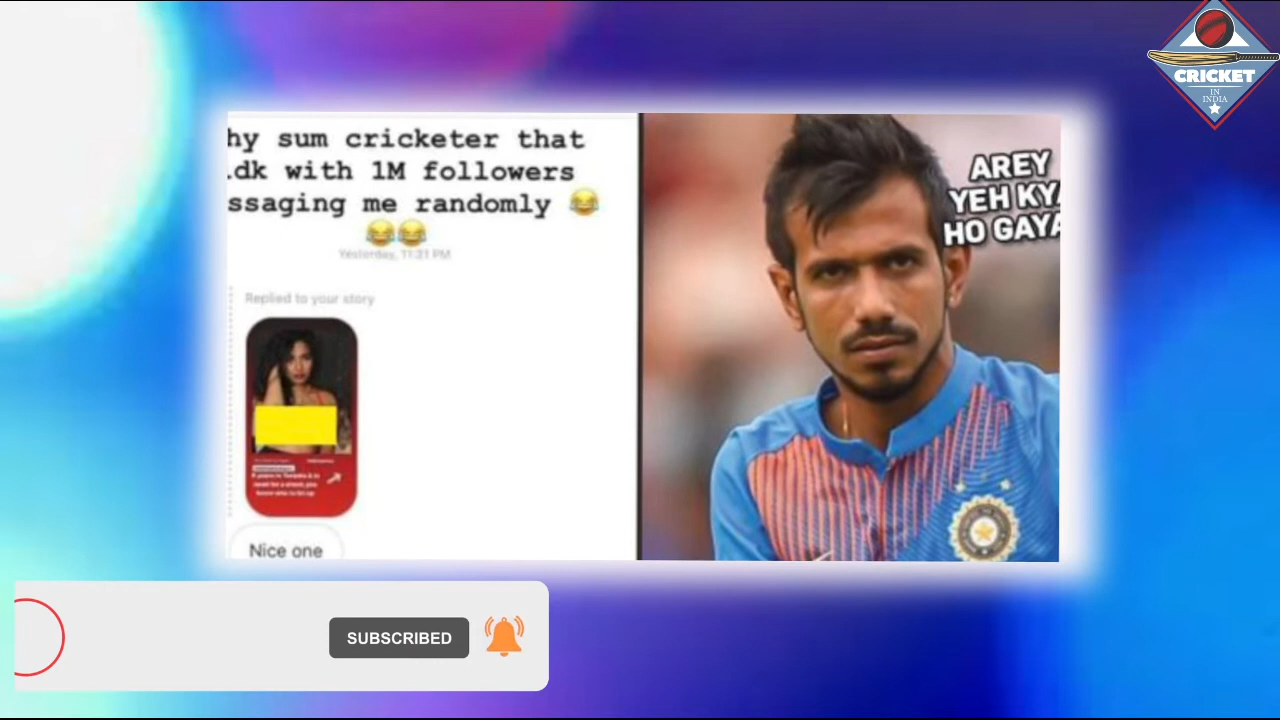 CRICKET
IN
INDIA
hy sum cricketer that
dk with 1M followers
ssaging me randomly 😂
😂😂
Yesterday, 11:21 PM
Replied to your story
Nice one
AREY
YEH KYA
HO GAYA
SUBSCRIBED